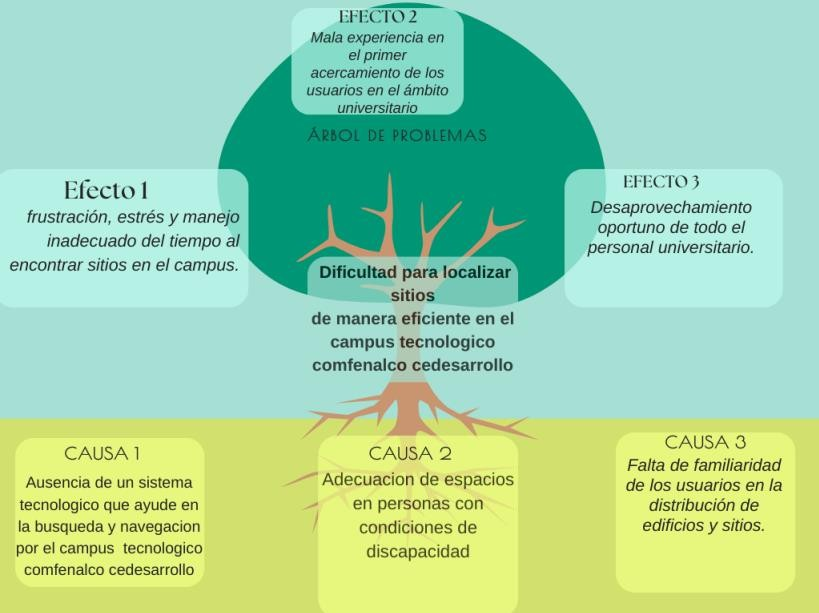 EFECTO 2
Mala experiencia en
el primer
acercamiento de los
usuarios en el ámbito
universitario
ÁRBOL DE PROBLEMAS
Efecto 1
frustración, estrés y manejo
inadecuado del tiempo al
encontrar sitios en el campus.
EFECTO 3
Desaprovechamiento
oportuno de todo el
personal universitario.
Dificultad para localizar
sitios
de manera eficiente en el
campus tecnologico
comfenalco cedesarrollo
CAUSA 1
Ausencia de un sistema
tecnologico que ayude en
la busqueda y navegacion
por el campus tecnologico
comfenalco cedesarrollo
CAUSA 2
Adecuacion de espacios
en personas con
condiciones de
discapacidad
CAUSA 3
Falta de familiaridad
de los usuarios en la
distribución de
edificios y sitios.